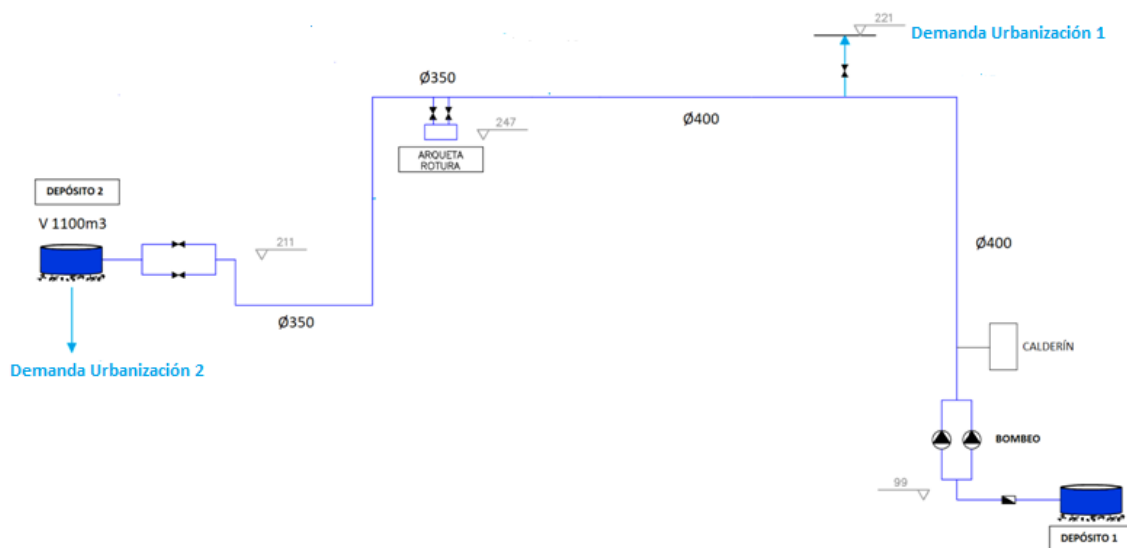 221
Demanda Urbanización 1
Ø350
Ø400
247
ARQUETA
ROTURA
DEPÓSITO 2
V 1100m3
211
Ø400
Ø350
CALDERÍN
Demanda Urbanización 2
BOMBEO
99
DEPÓSITO 1